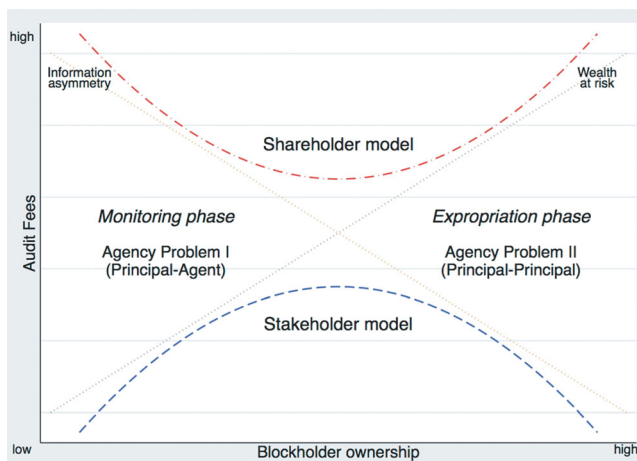 high
Information
asymmetry
Wealth
at risk
Shareholder model
Monitoring phase
Expropriation phase
Agency Problem I
(Principal-Agent)
Agency Problem II
(Principal-Principal)
Audit Fees
Stakeholder model
low
Blockholder ownership
high